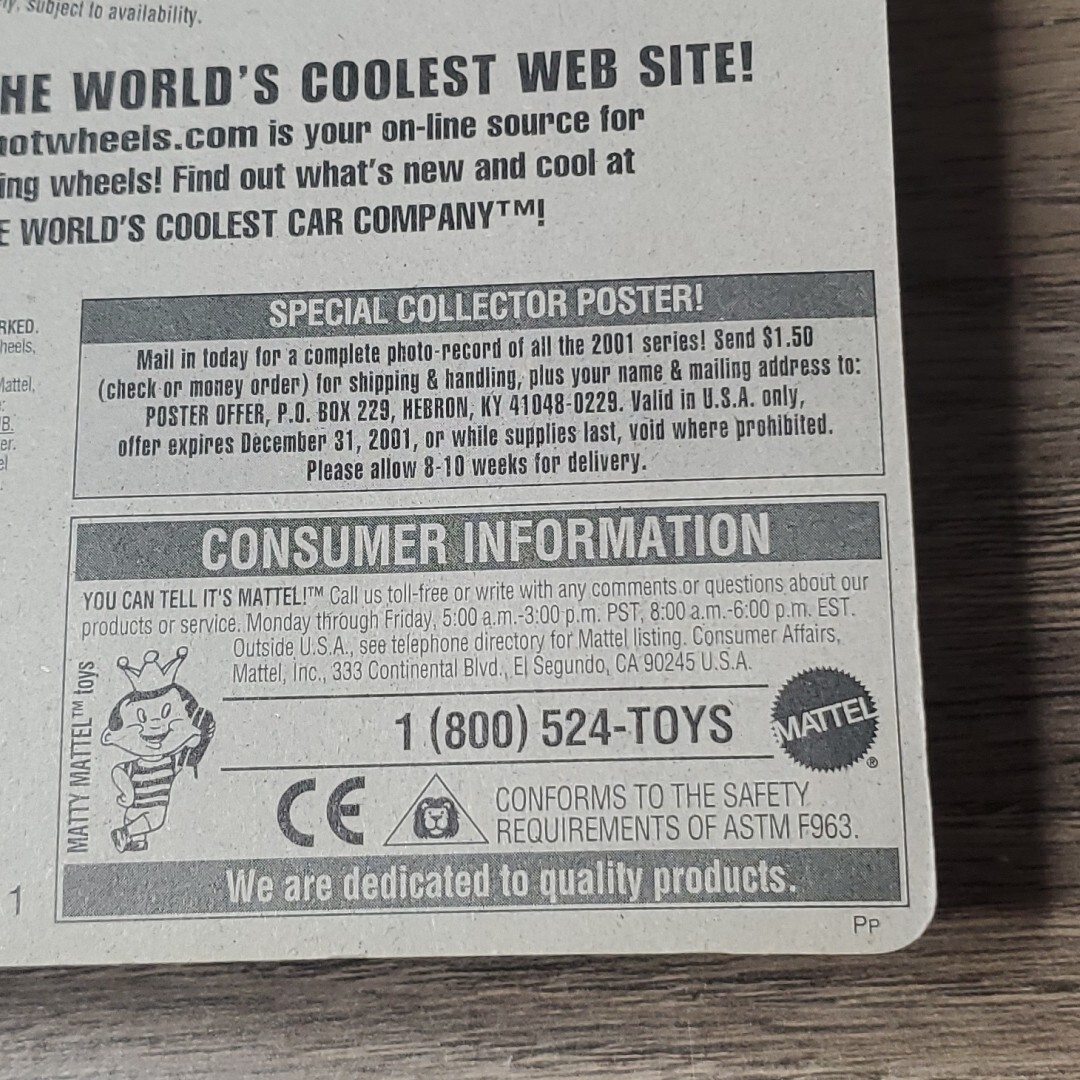 subject to availability.
THE WORLD'S COOLEST WEB SITE!
hotwheels.com is your on-line source for
ing wheels! Find out what's new and cool at
E WORLD'S COOLEST CAR COMPANY™!
RKED.
heels,
Mattel,
B.
er.
el
SPECIAL COLLECTOR POSTER!
Mail in today for a complete photo-record of all the 2001 series! Send $1.50
(check or money order) for shipping & handling, plus your name & mailing address to:
POSTER OFFER, P.O. BOX 229, HEBRON, KY 41048-0229. Valid in U.S.A. only,
offer expires December 31, 2001, or while supplies last, void where prohibited.
Please allow 8-10 weeks for delivery.
CONSUMER INFORMATION
YOU CAN TELL IT'S MATTEL!™ Call us toll-free or write with any comments or questions about our
products or service. Monday through Friday, 5:00 a.m.-3:00 p.m. PST, 8:00 a.m.-6:00 p.m. EST.
Outside U.S.A., see telephone directory for Mattel listing. Consumer Affairs,
Mattel, Inc., 333 Continental Blvd., El Segundo, CA 90245 U.S.A.
MATTY MATTEL™ toys
1 (800) 524-TOYS
MATTEL®
CE
CONFORMS TO THE SAFETY
REQUIREMENTS OF ASTM F963.
We are dedicated to quality products.
1
PP